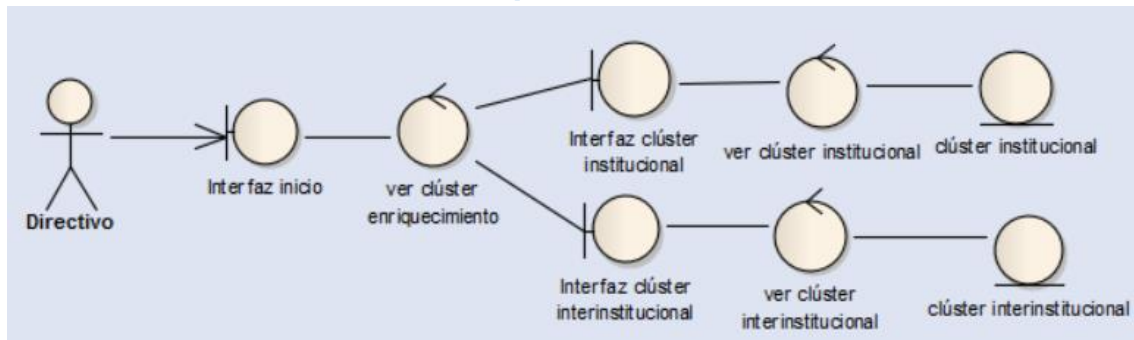 Directivo
Interfaz inicio
ver clúster
enriquecimiento
Interfaz clúster
institucional
ver clúster institucional
clúster institucional
Interfaz clúster
interinstitucional
ver clúster
interinstitucional
clúster interinstitucional